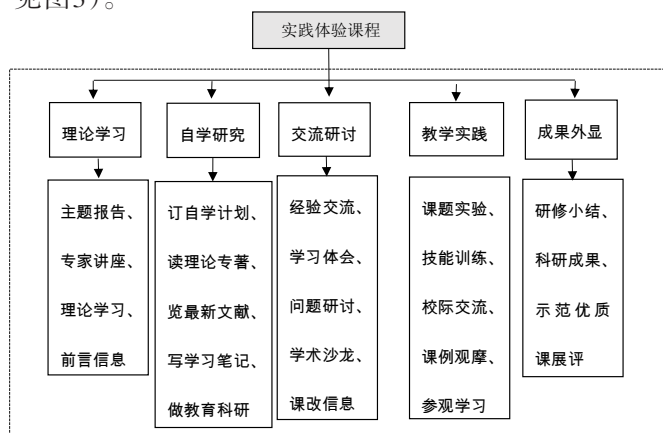 见图3)。
实践体验课程
理论学习
自学研究
交流研讨
教学实践
成果外显
主题报告、
专家讲座、
理论学习、
前言信息
订自学计划、
读理论专著、
览最新文献、
写学习笔记、
做教育科研
经验交流、
学习体会、
问题研讨、
学术沙龙、
课改信息
课题实验、
技能训练、
校际交流、
课例观摩、
参观学习
研修小结、
科研成果、
示范优质
课展评